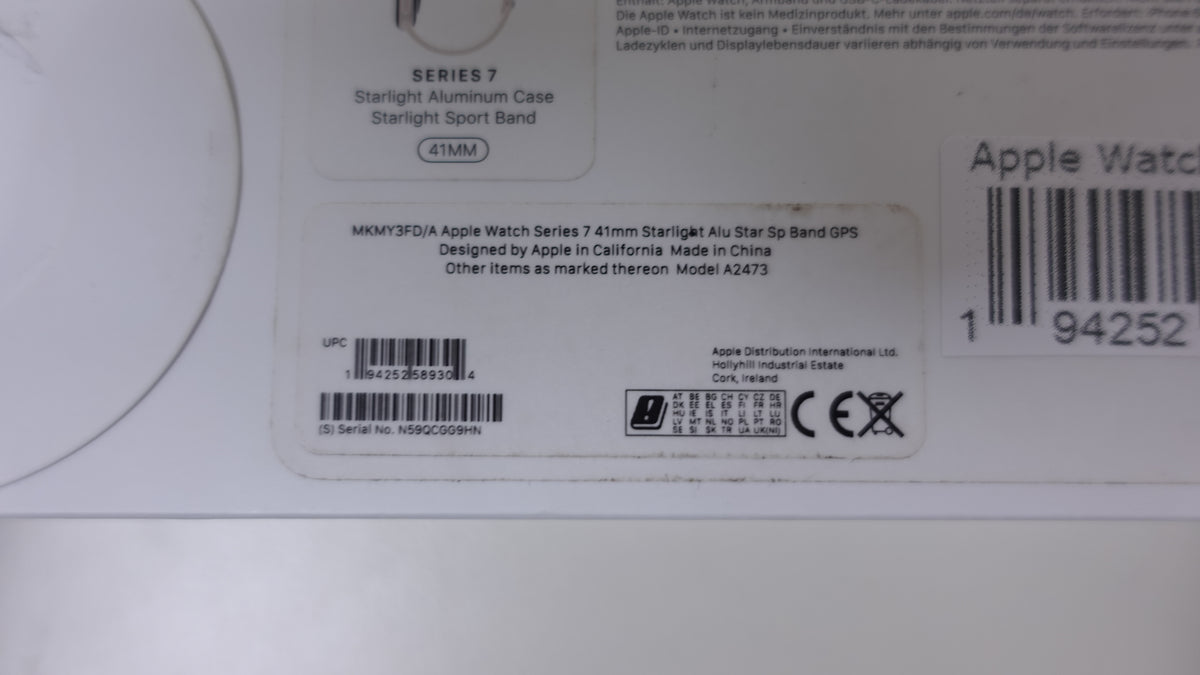 Die Apple Watch ist kein Medizinprodukt. Mehr unter apple.com/de/watch. Erfordert: iPhone
Apple-ID • Internetzugang • Einverständnis mit den Bestimmungen der Softwarelizenz unter
Ladezyklen und Displaylebensdauer variieren abhängig von Verwendung und Einstellungen.
SERIES 7
Starlight Aluminum Case
Starlight Sport Band
41MM
Apple Watc
1 94252
MKMY3FD/A Apple Watch Series 7 41mm Starlight Alu Star Sp Band GPS
Designed by Apple in California Made in China
Other items as marked thereon Model A2473
UPC
1 94252 58930 4
(S) Serial No. N59QCGG9HN
Apple Distribution International Ltd.
Hollyhill Industrial Estate
Cork, Ireland
AT BE BG CH CY CZ DE
DK EE EL ES FI FR HR
HU IE IS IT LI LT LU
LV MT NL NO PL PT RO
SE SI SK TR UA UK(NI)
CE